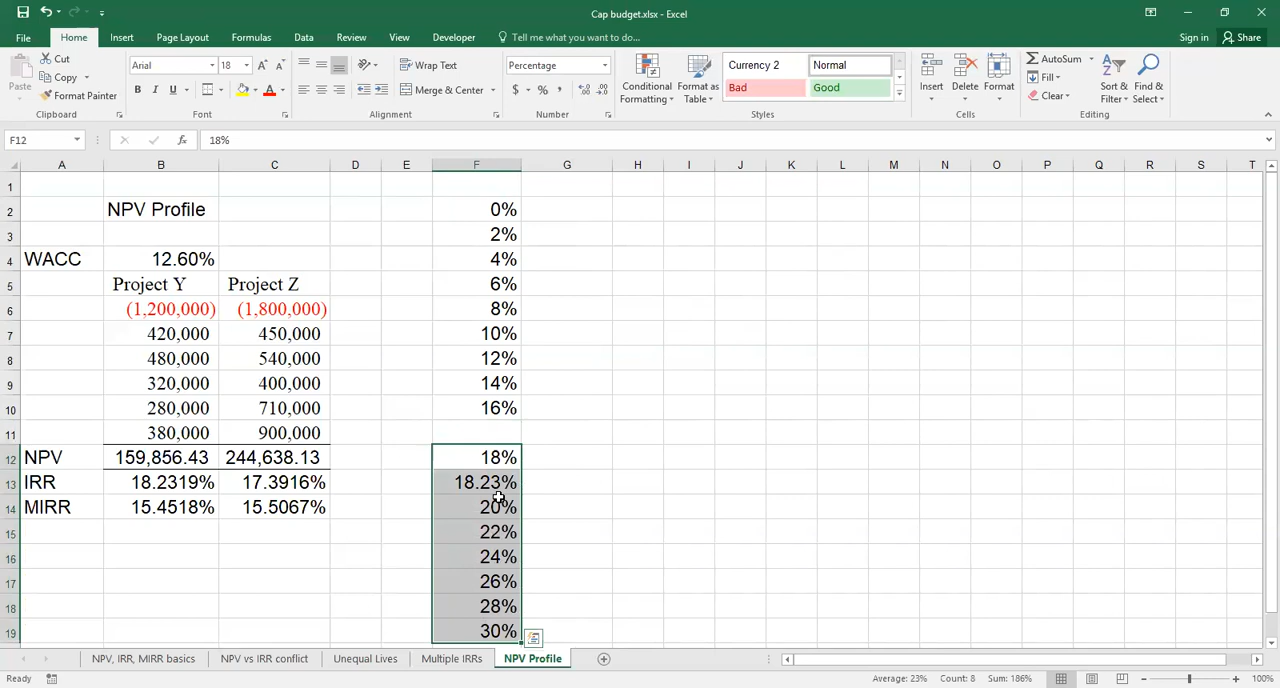 Cap budget.xlsx - Excel
File Home Insert Page Layout Formulas Data Review View Developer Tell me what you want to do... Sign in Share
Cut
Copy
Format Painter
Paste
Clipboard
Arial 18
B I U
Font
Wrap Text
Merge & Center
Alignment
Percentage
$ % ,
Number
Conditional Formatting
Format as Table
Currency 2 Normal
Bad Good
Styles
Insert Delete Format
Cells
AutoSum
Fill
Clear
Sort & Filter
Find & Select
Editing
F12 fx 18%
A B C D E F G H I J K L M N O P Q R S T
1
2 NPV Profile 0%
3 2%
4 WACC 12.60% 4%
5 Project Y Project Z 6%
6 (1,200,000) (1,800,000) 8%
7 420,000 450,000 10%
8 480,000 540,000 12%
9 320,000 400,000 14%
10 280,000 710,000 16%
11 380,000 900,000
12 NPV 159,856.43 244,638.13 18%
13 IRR 18.2319% 17.3916% 18.23%
14 MIRR 15.4518% 15.5067% 20%
15 22%
16 24%
17 26%
18 28%
19 30%
NPV, IRR, MIRR basics NPV vs IRR conflict Unequal Lives Multiple IRRs NPV Profile
Ready Average: 23% Count: 8 Sum: 186% 100%